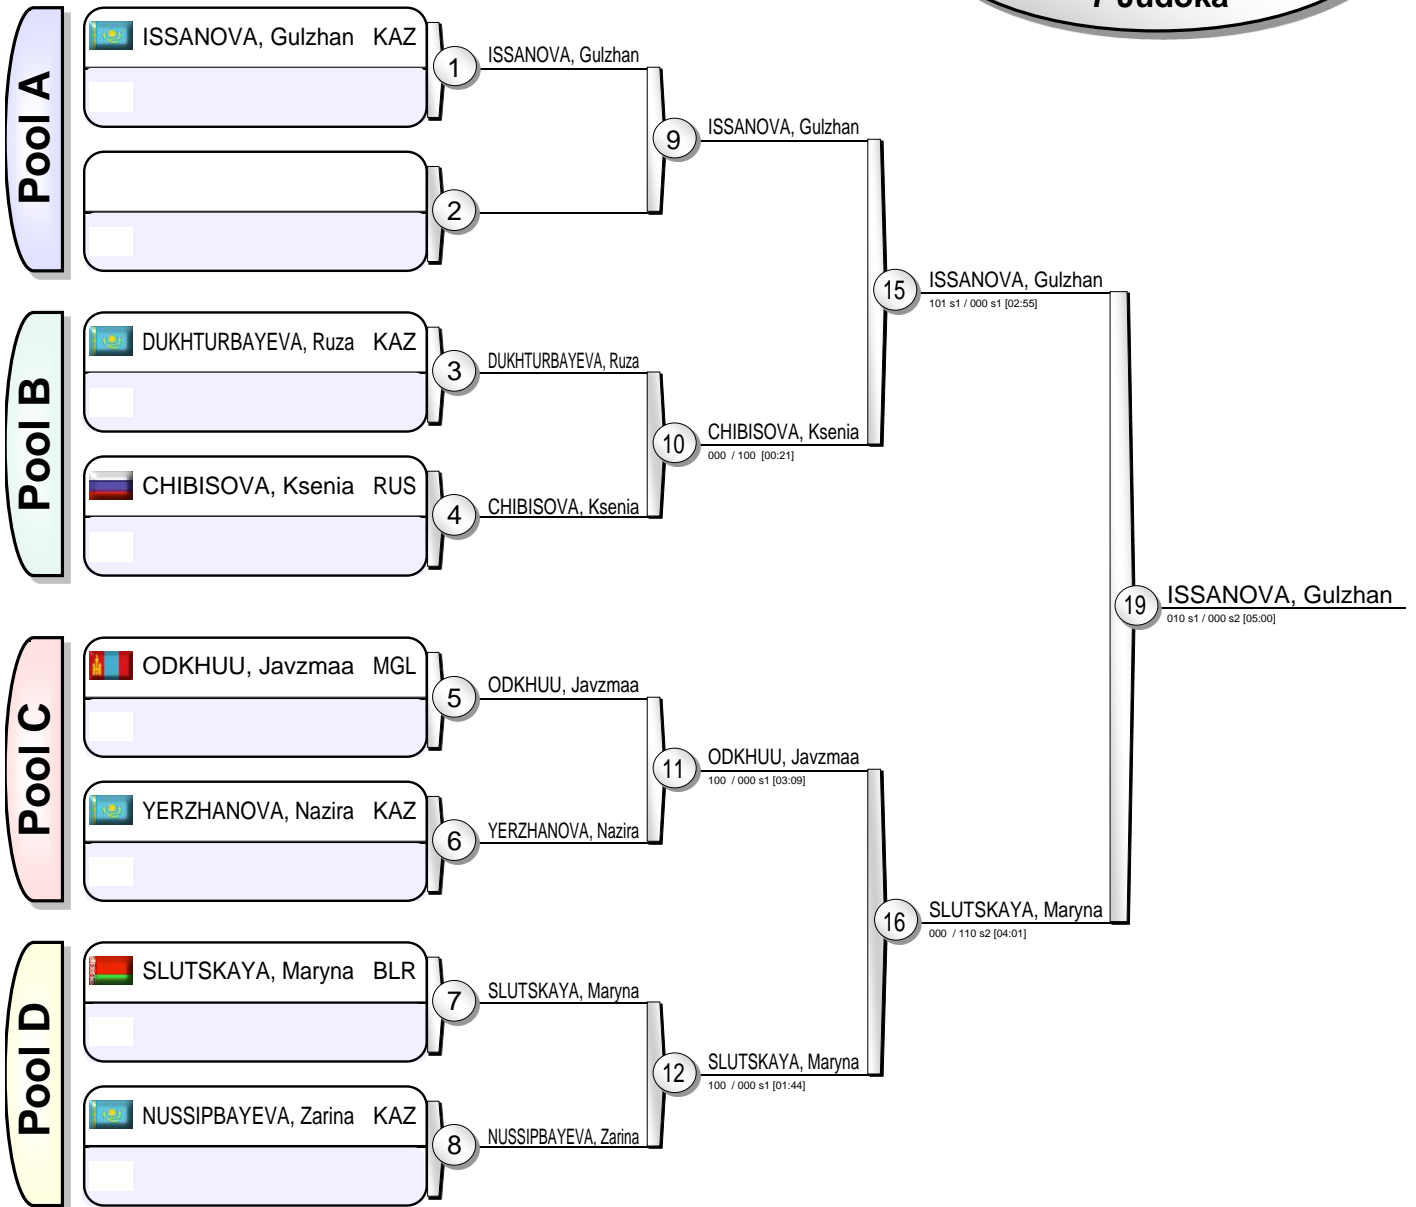 7 Judoka
Pool A
ISSANOVA, Gulzhan KAZ
1
ISSANOVA, Gulzhan
2
9
ISSANOVA, Gulzhan
Pool B
DUKHTURBAYEVA, Ruza KAZ
3
DUKHTURBAYEVA, Ruza
CHIBISOVA, Ksenia RUS
4
CHIBISOVA, Ksenia
10
CHIBISOVA, Ksenia
000 / 100 [00:21]
15
ISSANOVA, Gulzhan
101 s1 / 000 s1 [02:55]
Pool C
ODKHUU, Javzmaa MGL
5
ODKHUU, Javzmaa
YERZHANOVA, Nazira KAZ
6
YERZHANOVA, Nazira
11
ODKHUU, Javzmaa
100 / 000 s1 [03:09]
Pool D
SLUTSKAYA, Maryna BLR
7
SLUTSKAYA, Maryna
NUSSIPBAYEVA, Zarina KAZ
8
NUSSIPBAYEVA, Zarina
12
SLUTSKAYA, Maryna
100 / 000 s1 [01:44]
16
SLUTSKAYA, Maryna
000 / 110 s2 [04:01]
19
ISSANOVA, Gulzhan
010 s1 / 000 s2 [05:00]